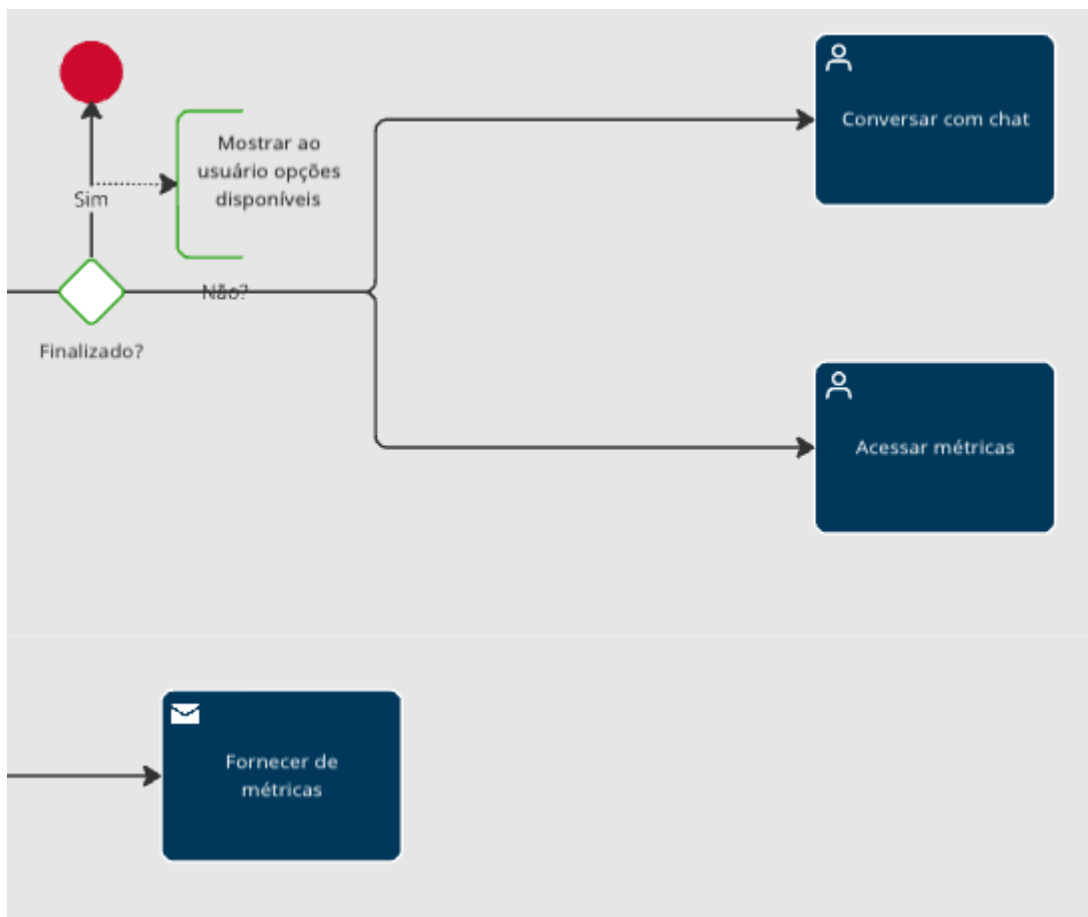 Mostrar ao
usuário opções
disponíveis
Sim
Não?
Finalizado?
Conversar com chat
Acessar métricas
Fornecer de
métricas